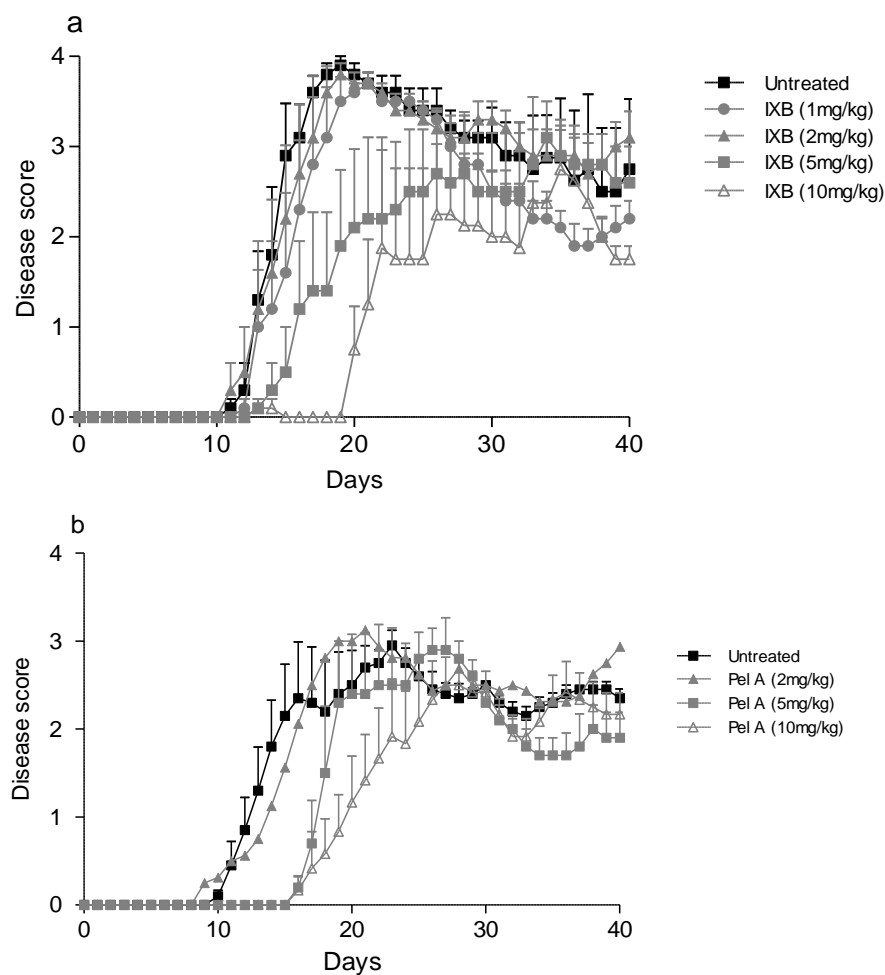 a
4
3
2
1
0
Disease score
0 10 20 30 40
Days
Untreated
IXB (1mg/kg)
IXB (2mg/kg)
IXB (5mg/kg)
IXB (10mg/kg)
b
4
3
2
1
0
Disease score
0 10 20 30 40
Days
Untreated
Pel A (2mg/kg)
Pel A (5mg/kg)
Pel A (10mg/kg)